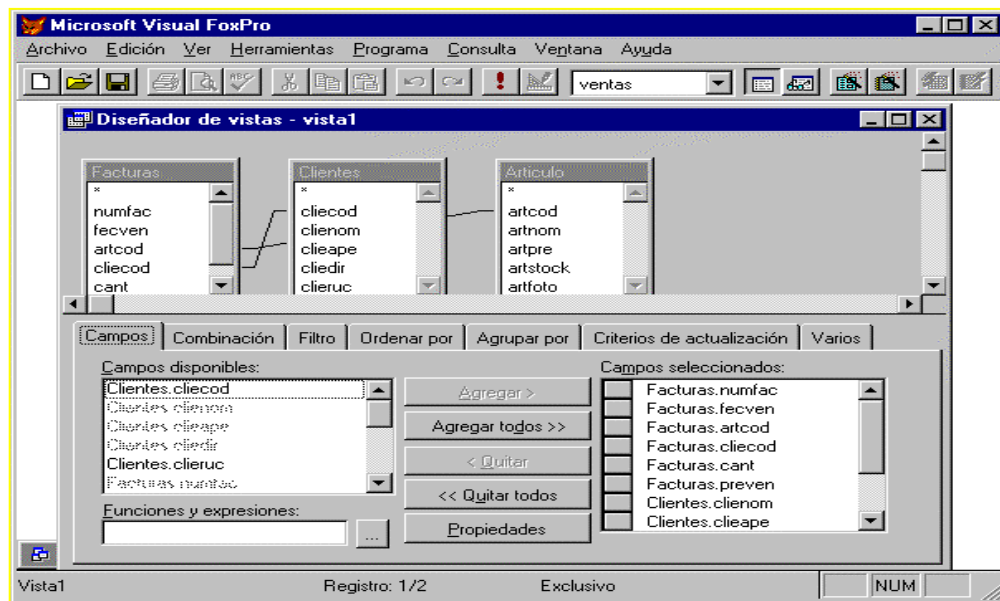 Microsoft Visual FoxPro
Archivo Edición Ver Herramientas Programa Consulta Ventana Ayuda
ABC ventas
Diseñador de vistas - vista1
Facturas Clientes Articulo
* * *
numfac cliecod artcod
fecven clienom artnom
artcod clieape artpre
cliecod cliedir artstock
cant clieruc artfoto
Campos Combinación Filtro Ordenar por Agrupar por Criterios de actualización Varios
Campos disponibles: Campos seleccionados:
Clientes.cliecod Agregar > Facturas.numfac
Clientes.clienom Facturas.fecven
Clientes.clieape Agregar todos >> Facturas.artcod
Clientes.cliedir Facturas.cliecod
Clientes.clieruc < Quitar Facturas.cant
Facturas.numfac Facturas.preven
<< Quitar todos Clientes.clienom
Funciones y expresiones: Clientes.clieape
... Propiedades
Vista1 Registro: 1/2 Exclusivo NUM